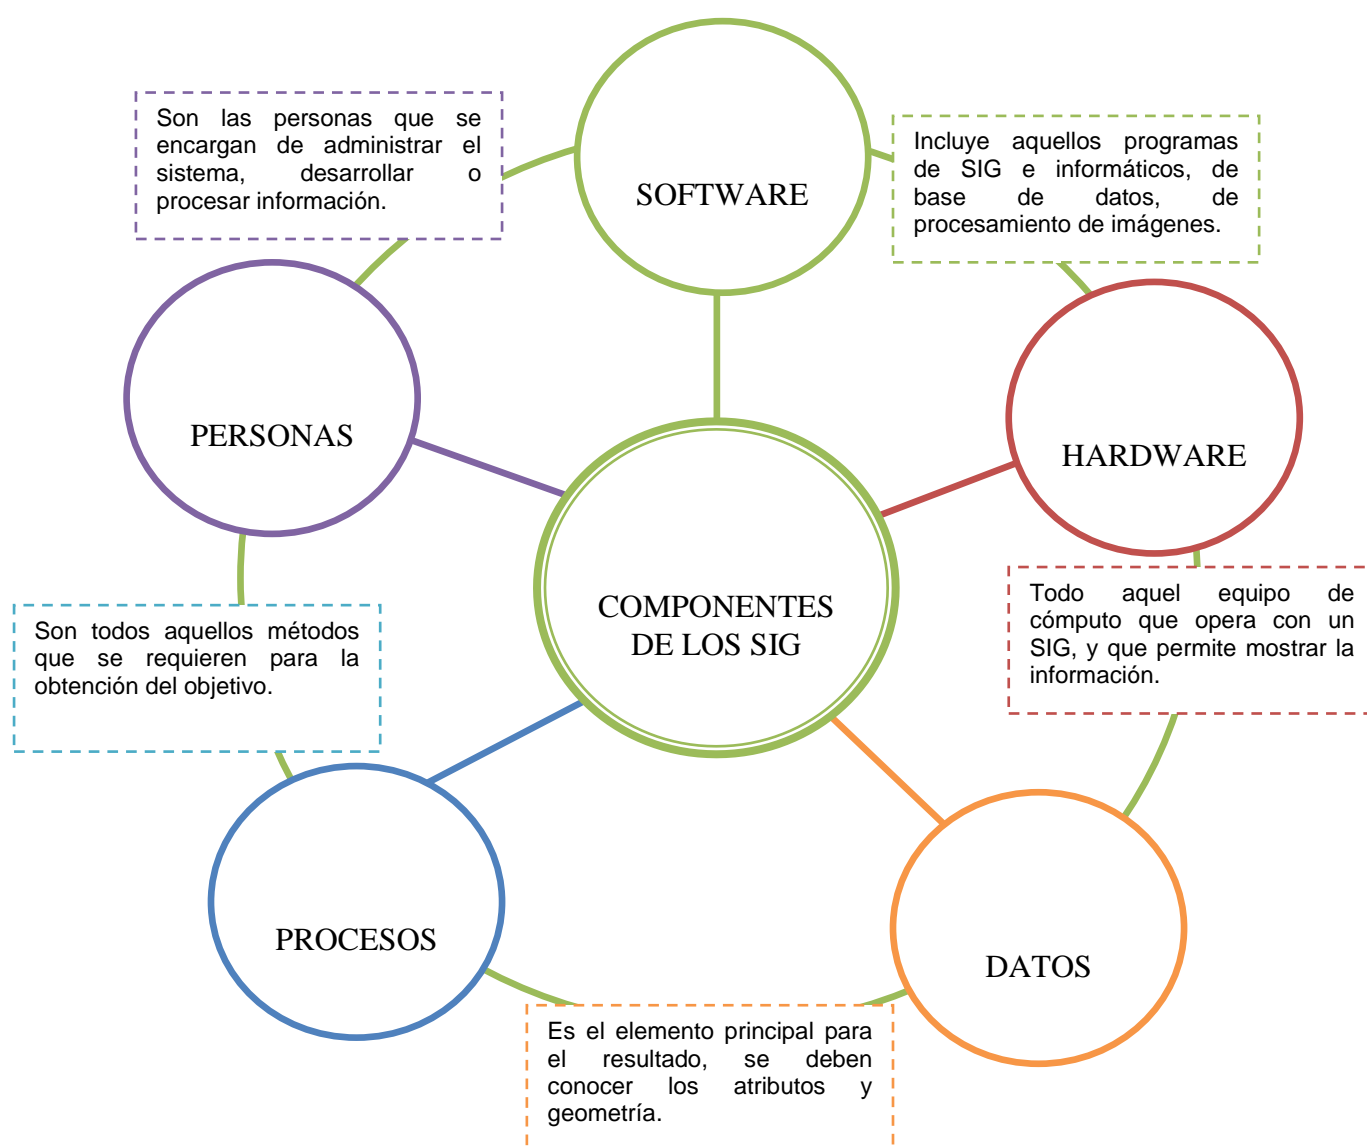 Son las personas que se
encargan de administrar el
sistema, desarrollar o
procesar información.
SOFTWARE
Incluye aquellos programas
de SIG e informáticos, de
base de datos, de
procesamiento de imágenes.
PERSONAS
HARDWARE
COMPONENTES
DE LOS SIG
Son todos aquellos métodos
que se requieren para la
obtención del objetivo.
Todo aquel equipo de
cómputo que opera con un
SIG, y que permite mostrar la
información.
PROCESOS
DATOS
Es el elemento principal para
el resultado, se deben
conocer los atributos y
geometría.